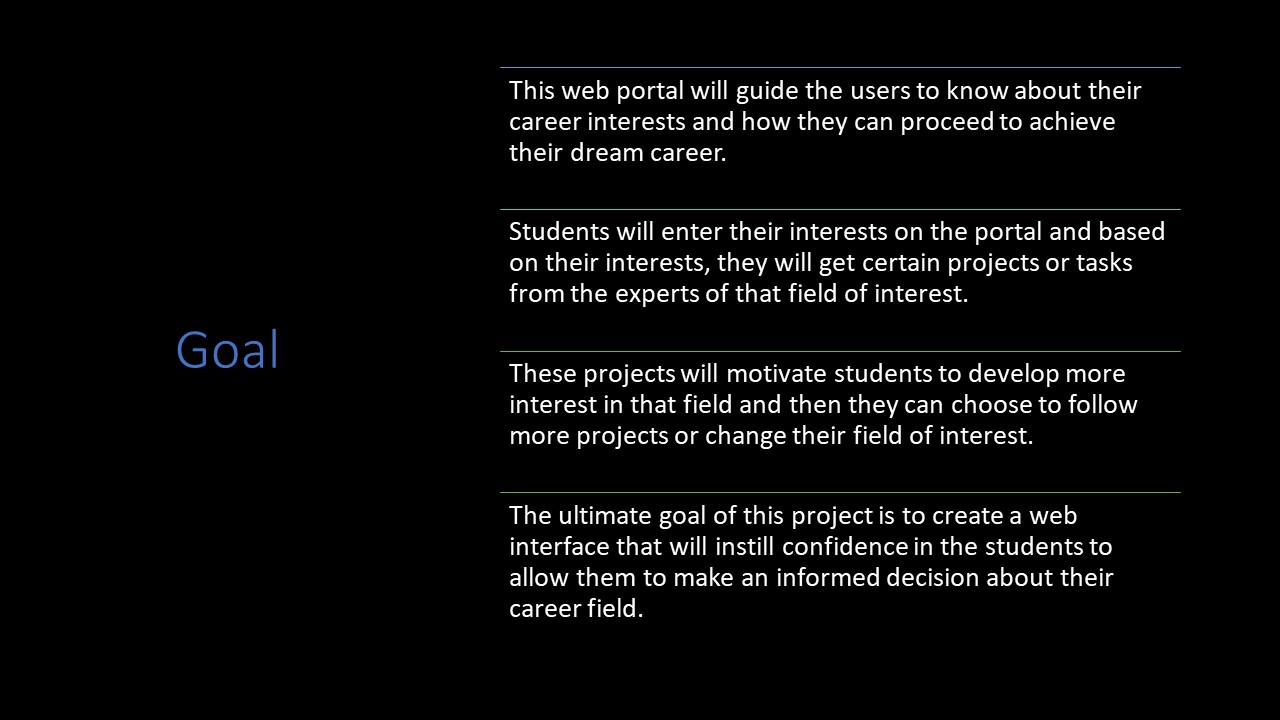 Goal
This web portal will guide the users to know about their
career interests and how they can proceed to achieve
their dream career.
Students will enter their interests on the portal and based
on their interests, they will get certain projects or tasks
from the experts of that field of interest.
These projects will motivate students to develop more
interest in that field and then they can choose to follow
more projects or change their field of interest.
The ultimate goal of this project is to create a web
interface that will instill confidence in the students to
allow them to make an informed decision about their
career field.